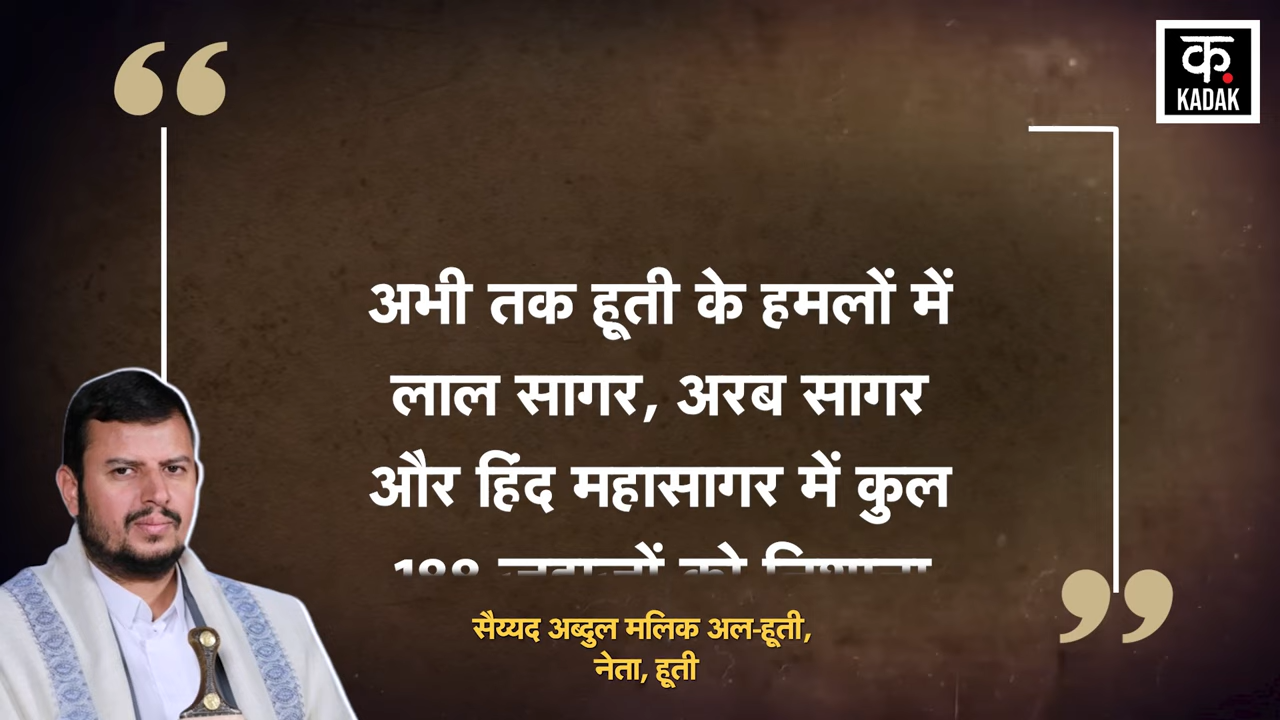 क.
KADAK
अभी तक हूती के हमलों में
लाल सागर, अरब सागर
और हिंद महासागर में कुल
सैय्यद अब्दुल मलिक अल-हूती,
नेता, हूती